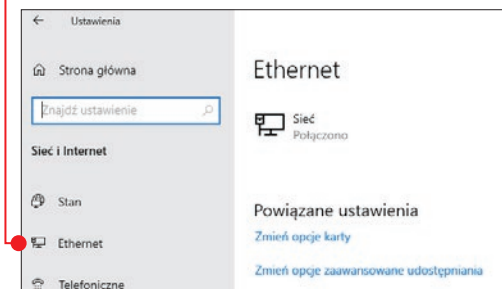 Ustawienia
Strona główna
Znajdź ustawienie
Sieć i Internet
Stan
Ethernet
Telefoniczne
Ethernet
Sieć
Połączono
Powiązane ustawienia
Zmień opcje karty
Zmień opcje zaawansowane udostępniania